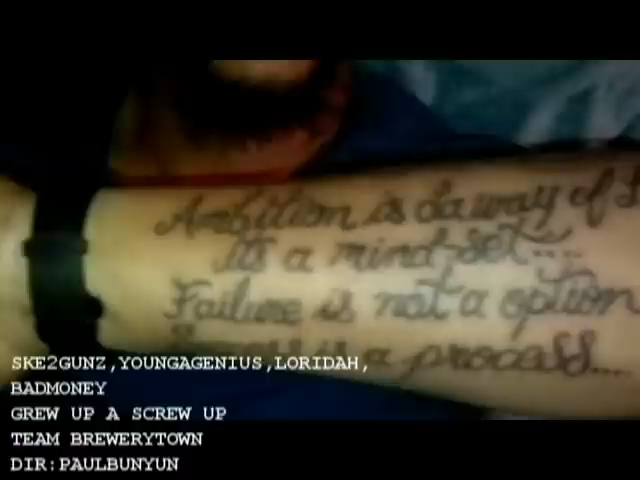 Ambition is da way of
its a mind-set....
Failure is not a option
Success is a process....
SKE2GUNZ,YOUNGAGENIUS,LORIDAH,
BADMONEY
GREW UP A SCREW UP
TEAM BREWERYTOWN
DIR:PAULBUNYUN